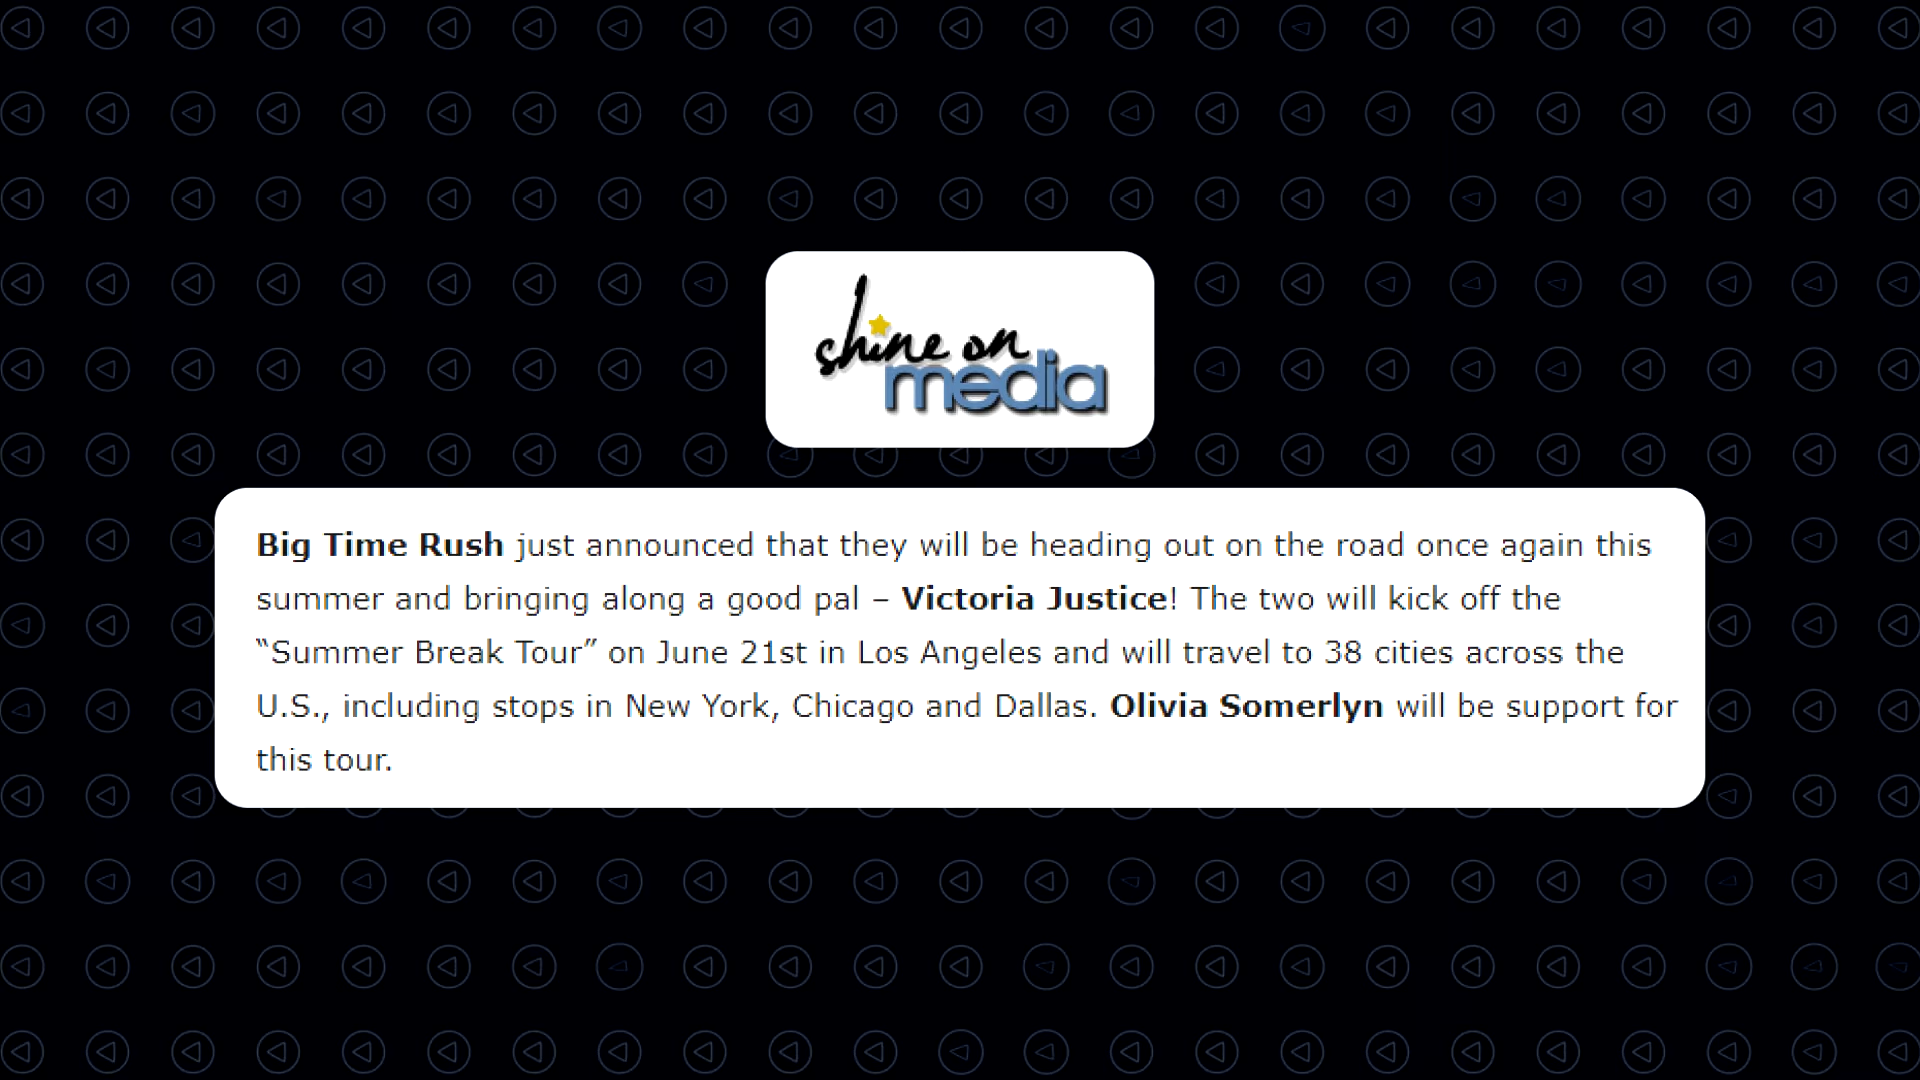 shine on
media
Big Time Rush just announced that they will be heading out on the road once again this
summer and bringing along a good pal – Victoria Justice! The two will kick off the
“Summer Break Tour” on June 21st in Los Angeles and will travel to 38 cities across the
U.S., including stops in New York, Chicago and Dallas. Olivia Somerlyn will be support for
this tour.